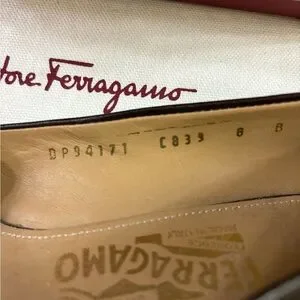 tore Ferragamo
DP94171 C839 8 B
FERRAGAMO